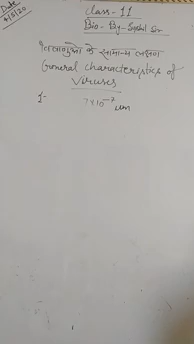 Date
4/8/20
Class - 11
Bio - By - Sushil Sir
विषाणुओं के सामान्य लक्षण
General characteristics of
Viruses
1-
7×10⁻⁷ um